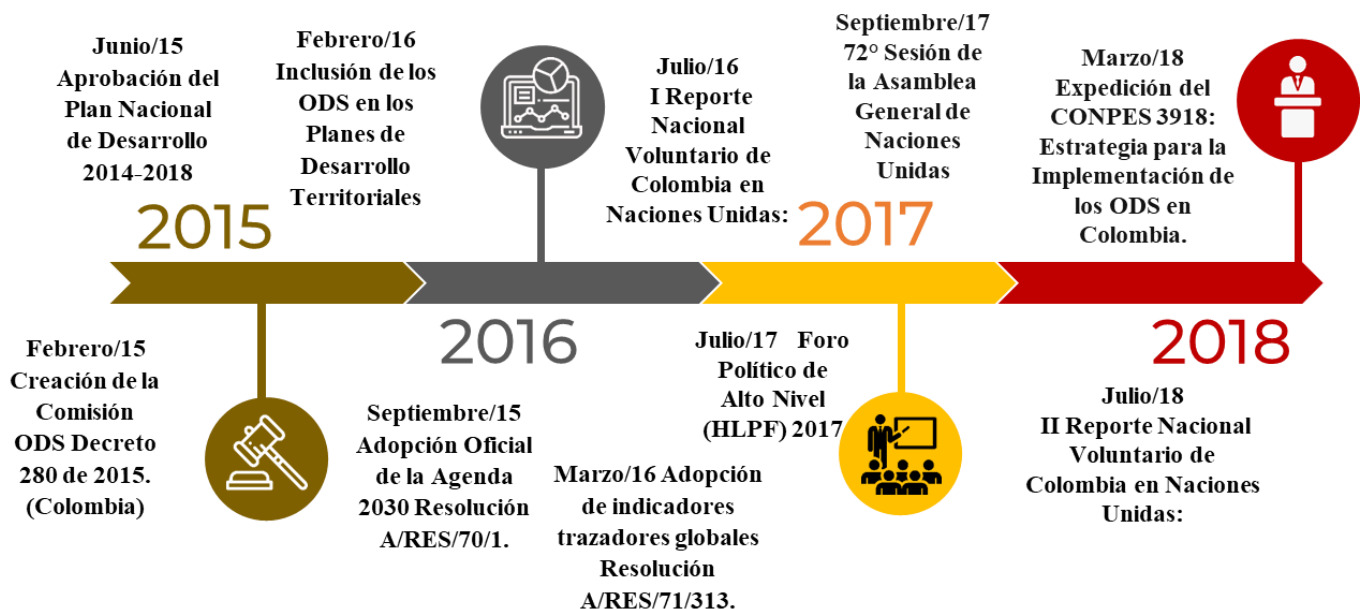 Junio/15
Aprobación del
Plan Nacional
de Desarrollo
2014-2018
Febrero/16
Inclusión de los
ODS en los
Planes de
Desarrollo
Territoriales
Julio/16
I Reporte
Nacional
Voluntario de
Colombia en
Naciones Unidas:
Septiembre/17
72° Sesión de
la Asamblea
General de
Naciones
Unidas
Marzo/18
Expedición del
CONPES 3918:
Estrategia para la
Implementación de
los ODS en
Colombia.
2015
2017
2016
2018
Febrero/15
Creación de la
Comisión
ODS Decreto
280 de 2015.
(Colombia)
Septiembre/15
Adopción Oficial
de la Agenda
2030 Resolución
A/RES/70/1.
Marzo/16 Adopción
de indicadores
trazadores globales
Resolución
A/RES/71/313.
Julio/17 Foro
Político de
Alto Nivel
(HLPF) 2017
Julio/18
II Reporte Nacional
Voluntario de
Colombia en Naciones
Unidas: